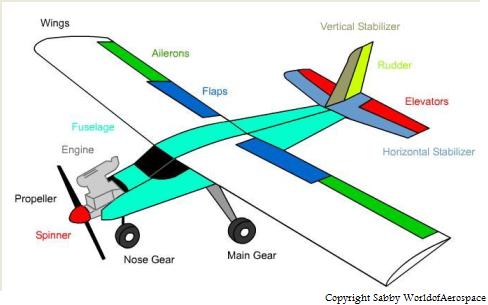 Wings
Vertical Stabilizer
Ailerons
Rudder
Flaps
Elevators
Fuselage
Engine
Horizontal Stabilizer
Propeller
Spinner
Nose Gear
Main Gear
Copyright Sabby WorldofAerospace